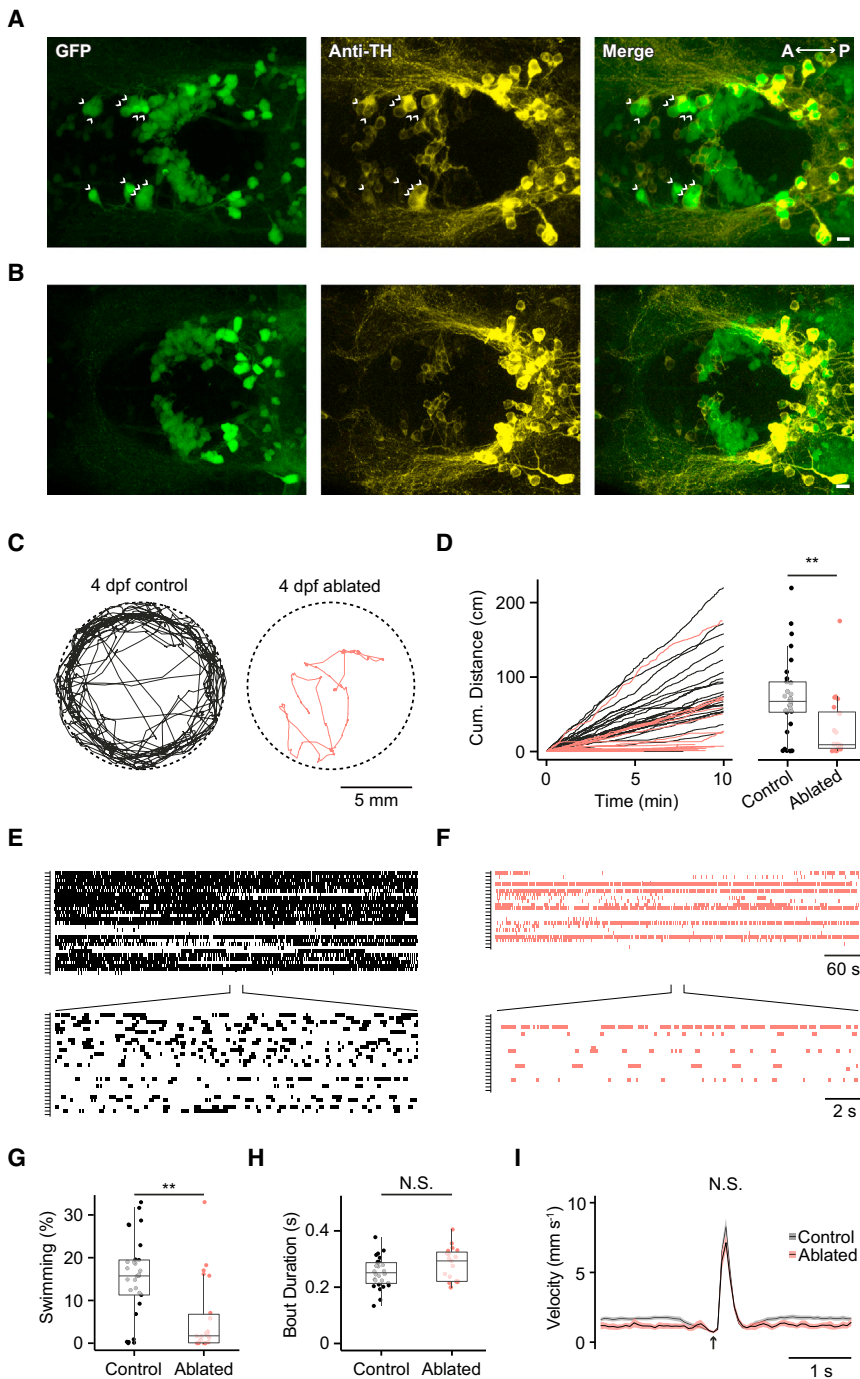 A
GFP
Anti-TH
Merge
A P
B
C
4 dpf control
4 dpf ablated
5 mm
D
**
Cum. Distance (cm)
200
100
0
0
5
10
Time (min)
Control
Ablated
E
F
60 s
2 s
G
**
Swimming (%)
30
20
10
0
Control
Ablated
H
N.S.
Bout Duration (s)
0.4
0.2
0
Control
Ablated
I
N.S.
Velocity (mm s-1)
10
5
0
Control
Ablated
1 s